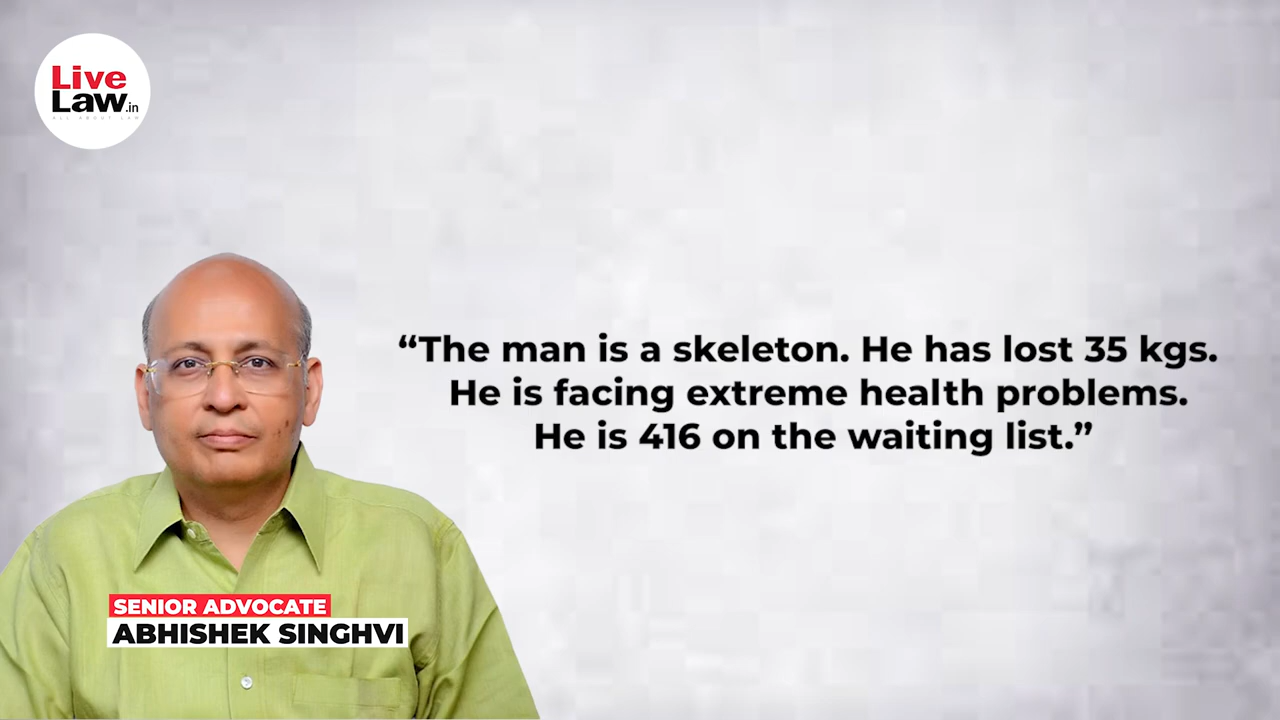 Live
Law.in
ALL ABOUT LAW
“The man is a skeleton. He has lost 35 kgs.
He is facing extreme health problems.
He is 416 on the waiting list.”
SENIOR ADVOCATE
ABHISHEK SINGHVI